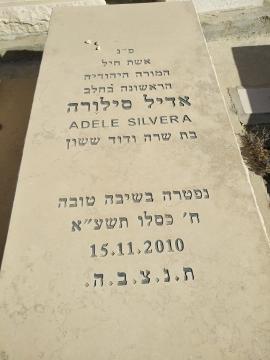 פ״נ
אשת חיל
המורה היהודיה
הראשונה בחלב
אדיל סילורה
ADELE SILVERA
בת שרה ודוד ששון
נפטרה בשיבה טובה
ח׳ כסלו תשע״א
15.11.2010
ת.נ.צ.ב.ה.